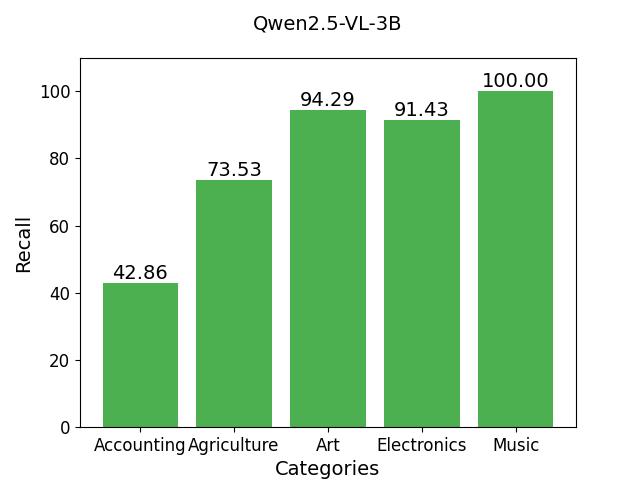 Qwen2.5-VL-3B
Recall
100
80
60
40
20
0
42.86
73.53
94.29
91.43
100.00
Accounting Agriculture Art Electronics Music
Categories